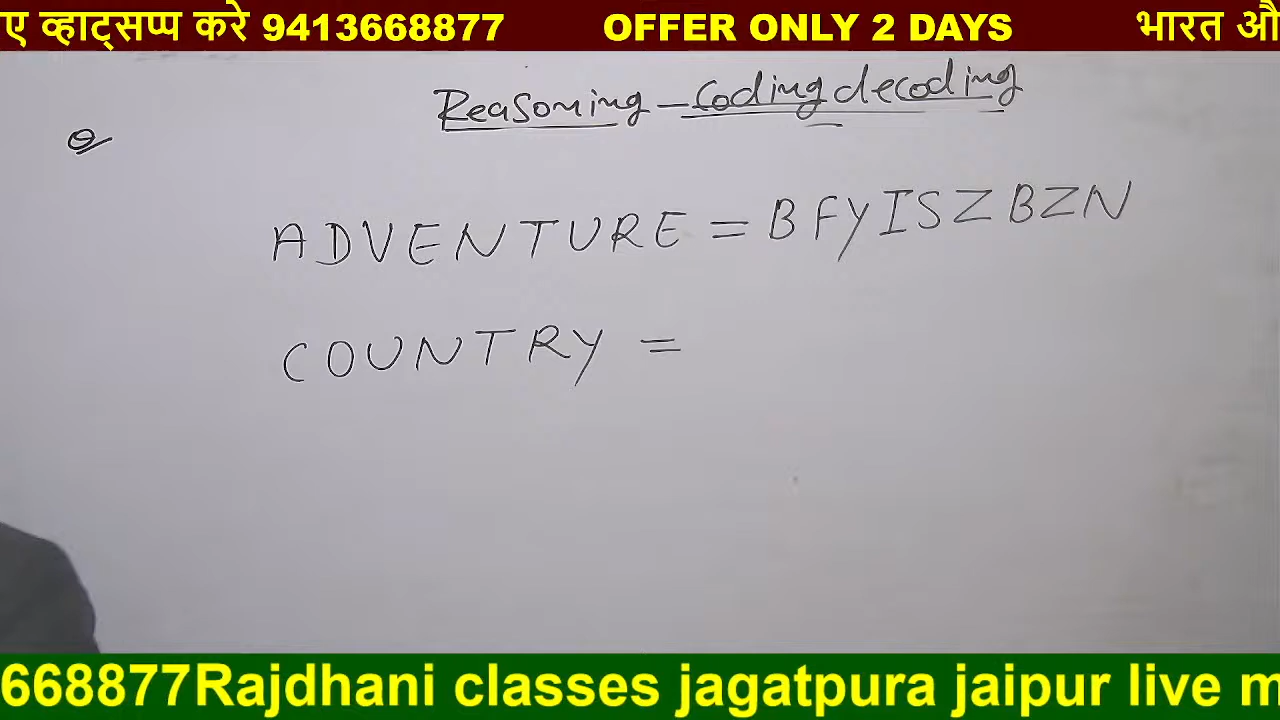 ए व्हाट्सप्प करे 9413668877 OFFER ONLY 2 DAYS भारत औ
Reasoning - Coding decoding
Q
ADVENTURE = BFYISZBZN
COUNTRY =
668877Rajdhani classes jagatpura jaipur live m